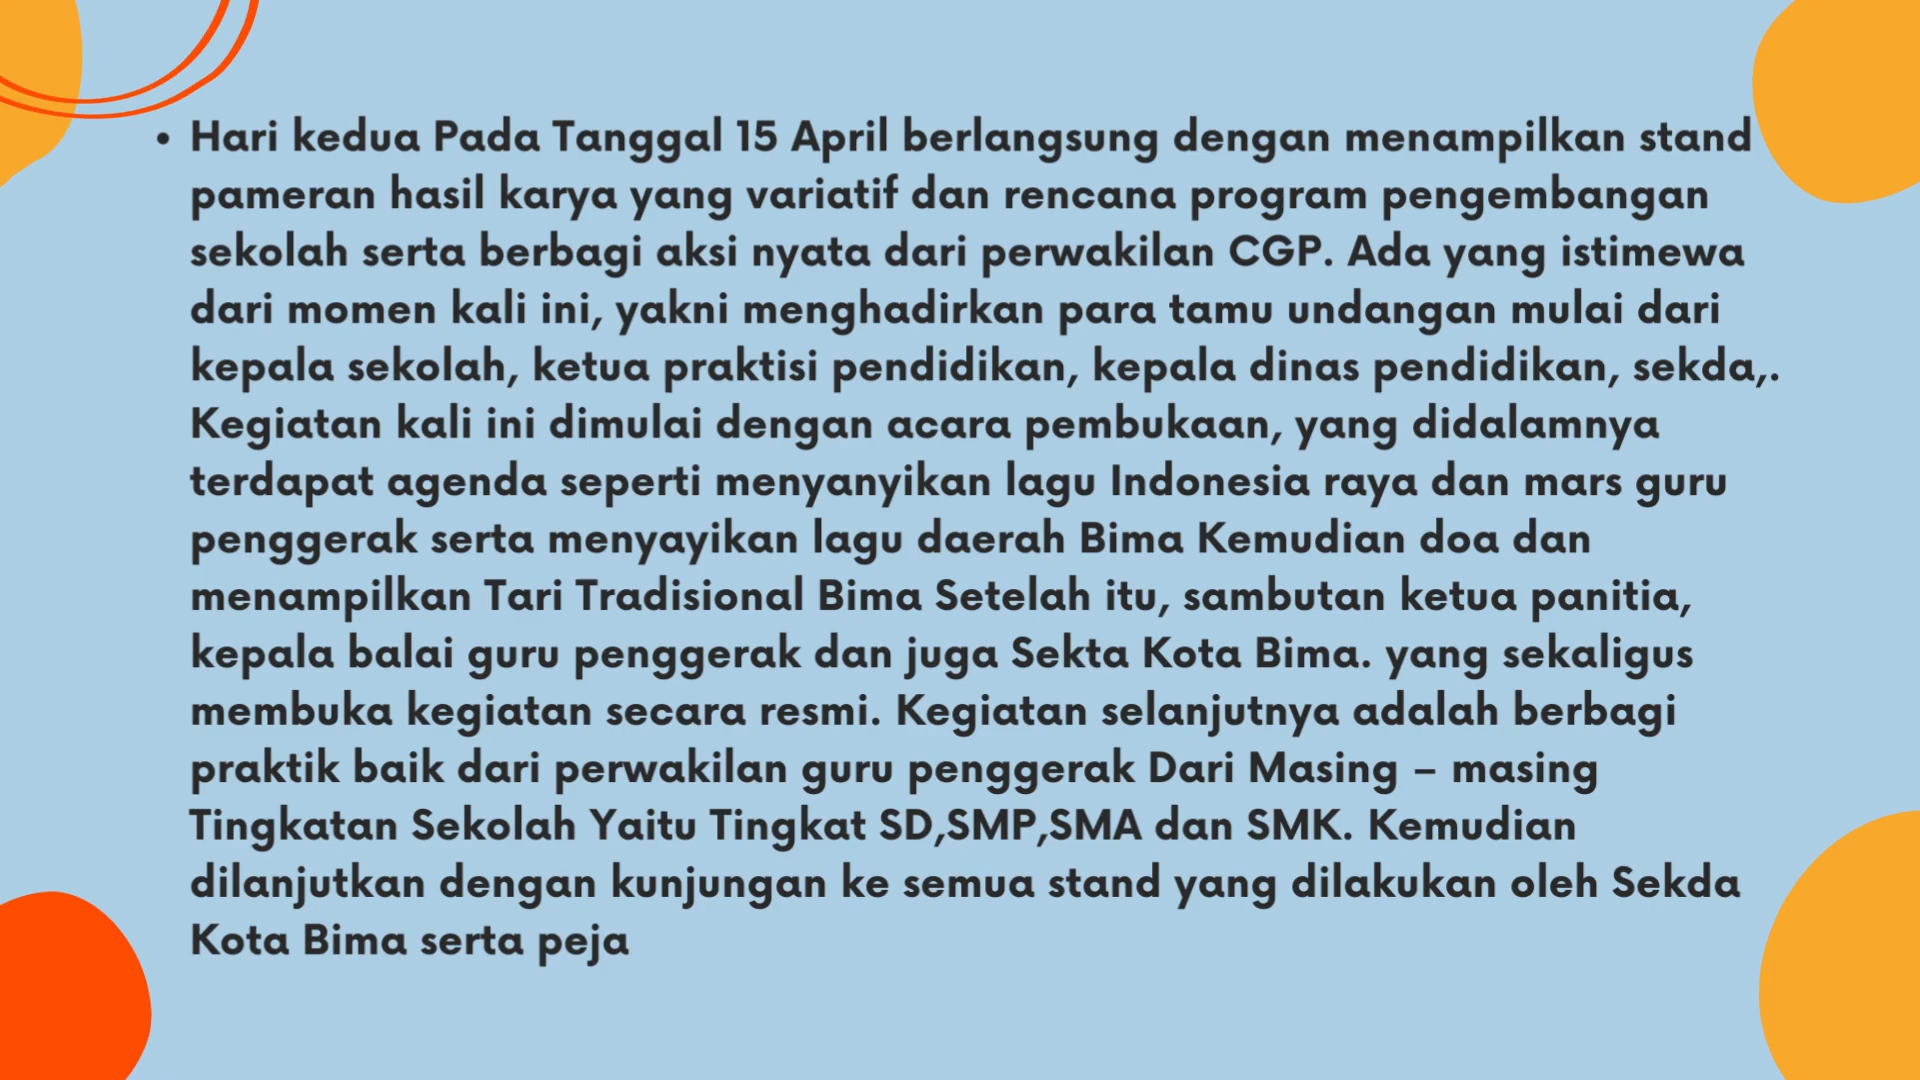 • Hari kedua Pada Tanggal 15 April berlangsung dengan menampilkan stand
pameran hasil karya yang variatif dan rencana program pengembangan
sekolah serta berbagi aksi nyata dari perwakilan CGP. Ada yang istimewa
dari momen kali ini, yakni menghadirkan para tamu undangan mulai dari
kepala sekolah, ketua praktisi pendidikan, kepala dinas pendidikan, sekda,.
Kegiatan kali ini dimulai dengan acara pembukaan, yang didalamnya
terdapat agenda seperti menyanyikan lagu Indonesia raya dan mars guru
penggerak serta menyayikan lagu daerah Bima Kemudian doa dan
menampilkan Tari Tradisional Bima Setelah itu, sambutan ketua panitia,
kepala balai guru penggerak dan juga Sekta Kota Bima. yang sekaligus
membuka kegiatan secara resmi. Kegiatan selanjutnya adalah berbagi
praktik baik dari perwakilan guru penggerak Dari Masing – masing
Tingkatan Sekolah Yaitu Tingkat SD,SMP,SMA dan SMK. Kemudian
dilanjutkan dengan kunjungan ke semua stand yang dilakukan oleh Sekda
Kota Bima serta peja